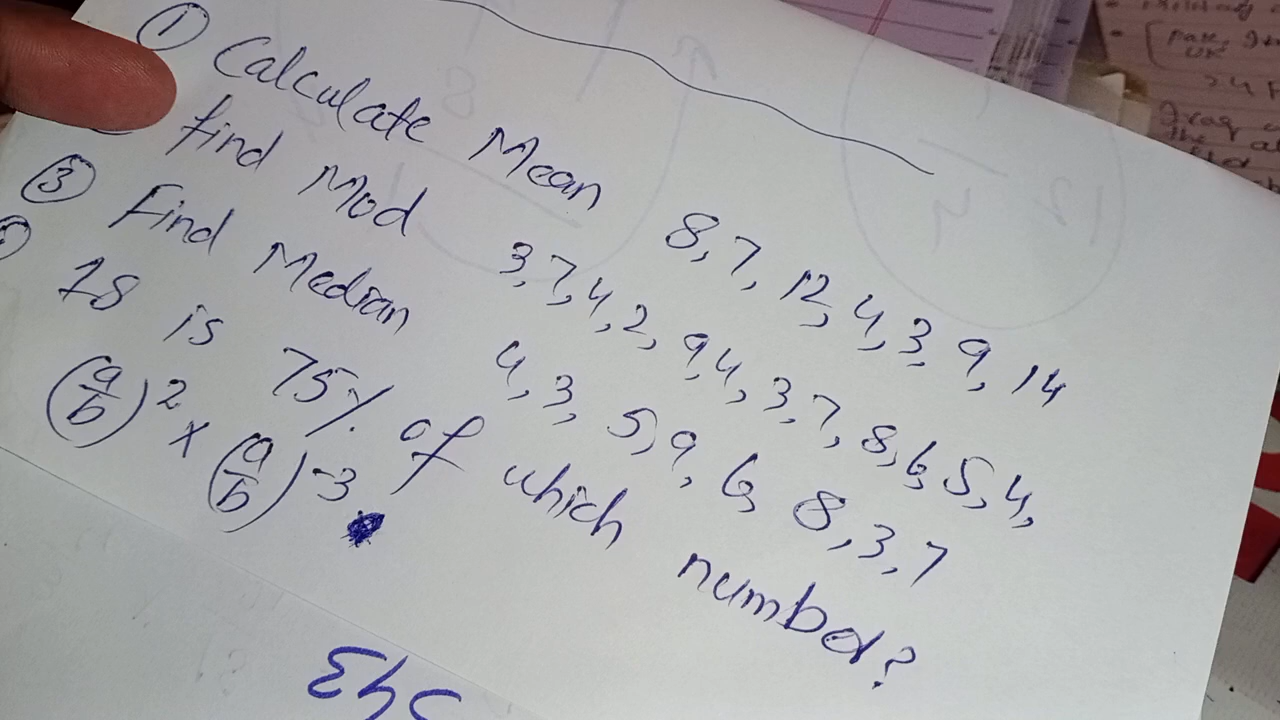 ① Calculate Mean 8, 7, 12, 4, 3, 9, 14
find Mod 3, 7, 4, 2, 9, 4, 3, 7, 8, 6, 5, 4,
③ Find Median 4, 3, 5, 9, 6, 8, 3, 7
18 is 75% of which number?
(a/b)² × (a/b)⁻³
543